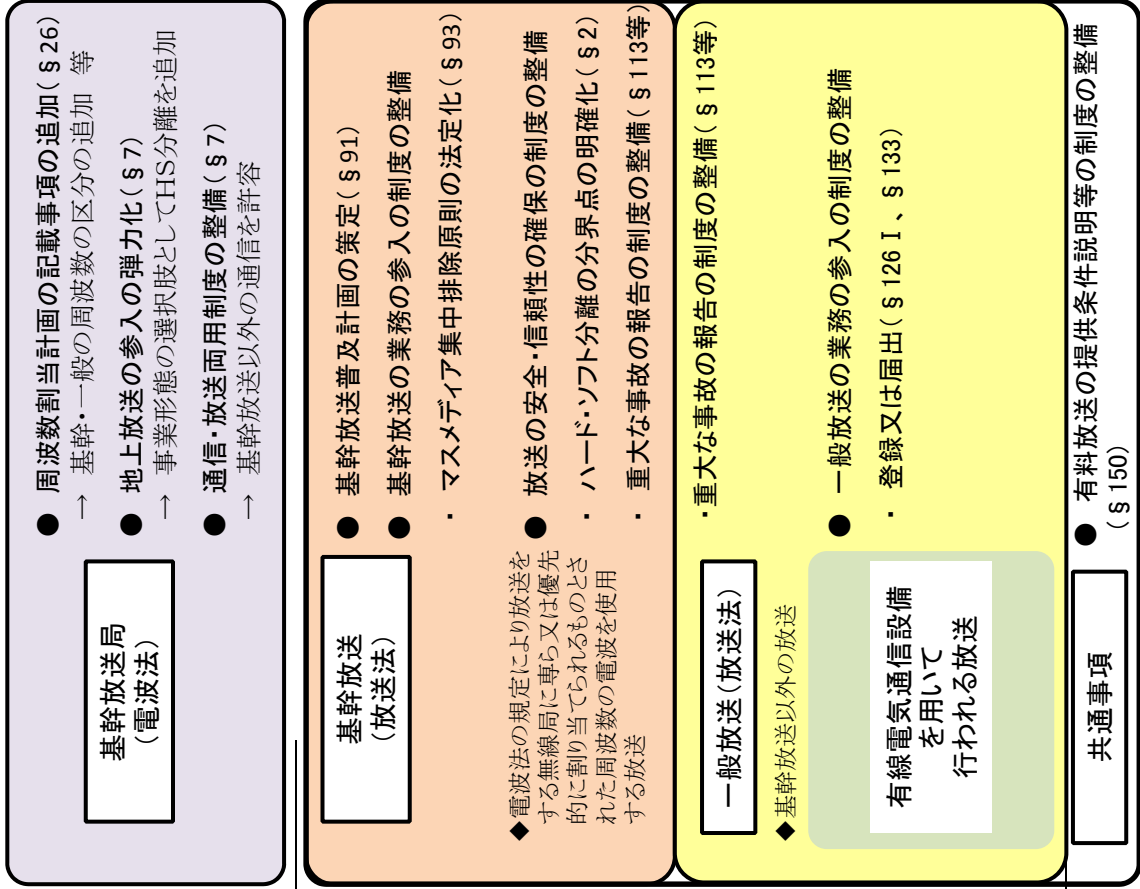 基幹放送局
(電波法)
● 周波数割当計画の記載事項の追加(§26)
→ 基幹・一般の周波数の区分の追加 等
● 地上放送の参入の弾力化(§7)
→ 事業形態の選択肢としてHS分離を追加
● 通信・放送両用制度の整備(§7)
→ 基幹放送以外の通信を許容
基幹放送
(放送法)
◆電波法の規定により放送を
する無線局に専ら又は優先
的に割り当てられるものとさ
れた周波数の電波を使用
する放送
● 基幹放送普及計画の策定(§91)
● 基幹放送の業務の参入の制度の整備
・ マスメディア集中排除原則の法定化(§93)
● 放送の安全・信頼性の確保の制度の整備
・ ハード・ソフト分離の分界点の明確化(§2)
・ 重大な事故の報告の制度の整備(§113等)
一般放送(放送法)
◆基幹放送以外の放送
有線電気通信設備
を用いて
行われる放送
・重大な事故の報告の制度の整備(§113等)
● 一般放送の業務の参入の制度の整備
・ 登録又は届出(§126Ⅰ、§133)
共通事項
● 有料放送の提供条件説明等の制度の整備
(§150)